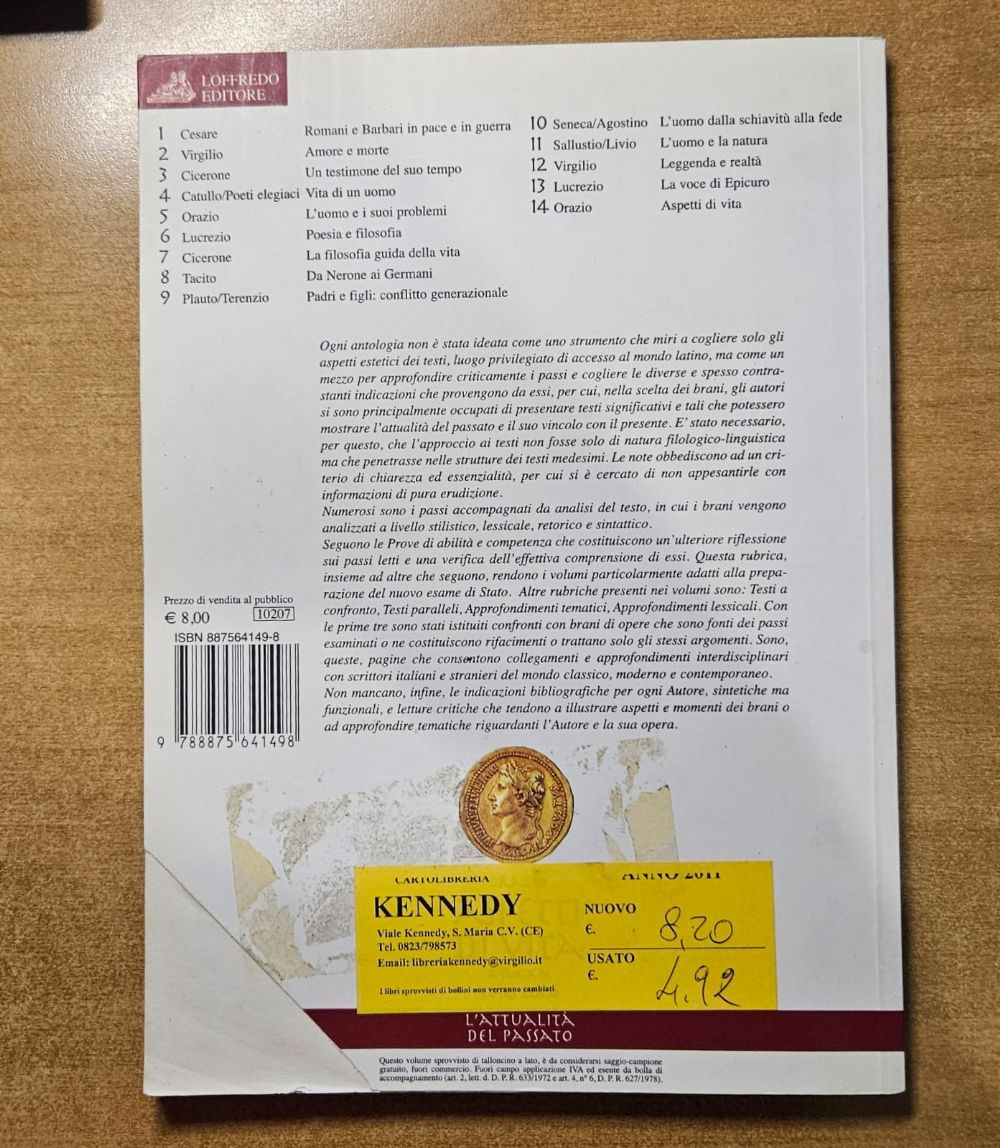 LOFFREDO
EDITORE
1 Cesare Romani e Barbari in pace e in guerra
2 Virgilio Amore e morte
3 Cicerone Un testimone del suo tempo
4 Catullo/Poeti elegiaci Vita di un uomo
5 Orazio L'uomo e i suoi problemi
6 Lucrezio Poesia e filosofia
7 Cicerone La filosofia guida della vita
8 Tacito Da Nerone ai Germani
9 Plauto/Terenzio Padri e figli: conflitto generazionale
10 Seneca/Agostino L'uomo dalla schiavitù alla fede
11 Sallustio/Livio L'uomo e la natura
12 Virgilio Leggenda e realtà
13 Lucrezio La voce di Epicuro
14 Orazio Aspetti di vita
Ogni antologia non è stata ideata come uno strumento che miri a cogliere solo gli
aspetti estetici dei testi, luogo privilegiato di accesso al mondo latino, ma come un
mezzo per approfondire criticamente i passi e cogliere le diverse e spesso contra-
stanti indicazioni che provengono da essi, per cui, nella scelta dei brani, gli autori
si sono principalmente occupati di presentare testi significativi e tali che potessero
mostrare l'attualità del passato e il suo vincolo con il presente. E' stato necessario,
per questo, che l'approccio ai testi non fosse solo di natura filologico-linguistica
ma che penetrasse nelle strutture dei testi medesimi. Le note obbediscono ad un cri-
terio di chiarezza ed essenzialità, per cui si è cercato di non appesantirle con
informazioni di pura erudizione.
Numerosi sono i passi accompagnati da analisi del testo, in cui i brani vengono
analizzati a livello stilistico, lessicale, retorico e sintattico.
Seguono le Prove di abilità e competenza che costituiscono un'ulteriore riflessione
sui passi letti e una verifica dell'effettiva comprensione di essi. Questa rubrica,
insieme ad altre che seguono, rendono i volumi particolarmente adatti alla prepa-
razione del nuovo esame di Stato. Altre rubriche presenti nei volumi sono: Testi a
confronto, Testi paralleli, Approfondimenti tematici, Approfondimenti lessicali. Con
le prime tre sono stati istituiti confronti con brani di opere che sono fonti dei passi
esaminati o ne costituiscono rifacimenti o trattano solo gli stessi argomenti. Sono,
queste, pagine che consentono collegamenti e approfondimenti interdisciplinari
con scrittori italiani e stranieri del mondo classico, moderno e contemporaneo.
Non mancano, infine, le indicazioni bibliografiche per ogni Autore, sintetiche ma
funzionali, e letture critiche che tendono a illustrare aspetti e momenti dei brani o
ad approfondire tematiche riguardanti l'Autore e la sua opera.
Prezzo di vendita al pubblico
€ 8,00 10207
ISBN 887564149-8
9 788875 641498
CARTOLIBRERIA
KENNEDY
Viale Kennedy, S. Maria C.V. (CE)
Tel. 0823/798573
Email: libreriakennedy@virgilio.it
I libri sprovvisti di bollini non verranno cambiati
ANNO 2011
NUOVO
€. 8,20
USATO
€. 4,92
L'ATTUALITÀ
DEL PASSATO
Questo volume sprovvisto di talloncino a lato, è da considerarsi saggio-campione
gratuito, fuori commercio. Fuori campo applicazione IVA ed esente da bolla di
accompagnamento (art. 2, lett. d. D. P. R. 633/1972 e art. 4, n° 6, D. P. R. 627/1978).